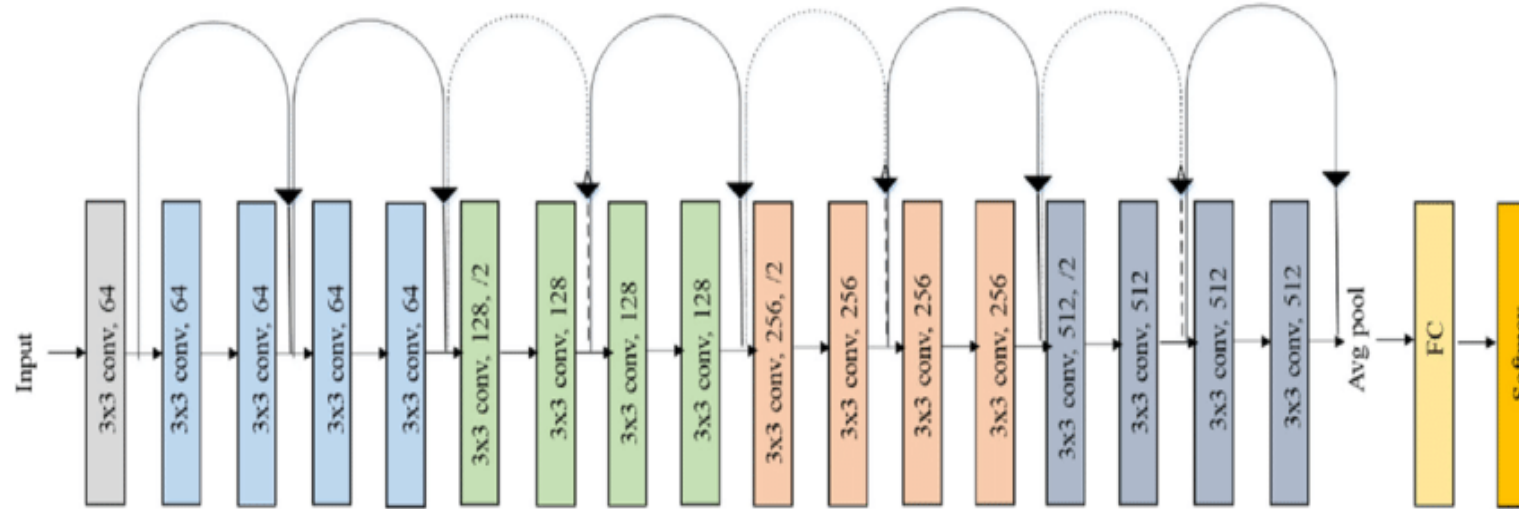 Input
3x3 conv, 64
3x3 conv, 64
3x3 conv, 64
3x3 conv, 64
3x3 conv, 64
3x3 conv, 128, /2
3x3 conv, 128
3x3 conv, 128
3x3 conv, 128
3x3 conv, 256, /2
3x3 conv, 256
3x3 conv, 256
3x3 conv, 256
3x3 conv, 512, /2
3x3 conv, 512
3x3 conv, 512
3x3 conv, 512
Avg pool
FC